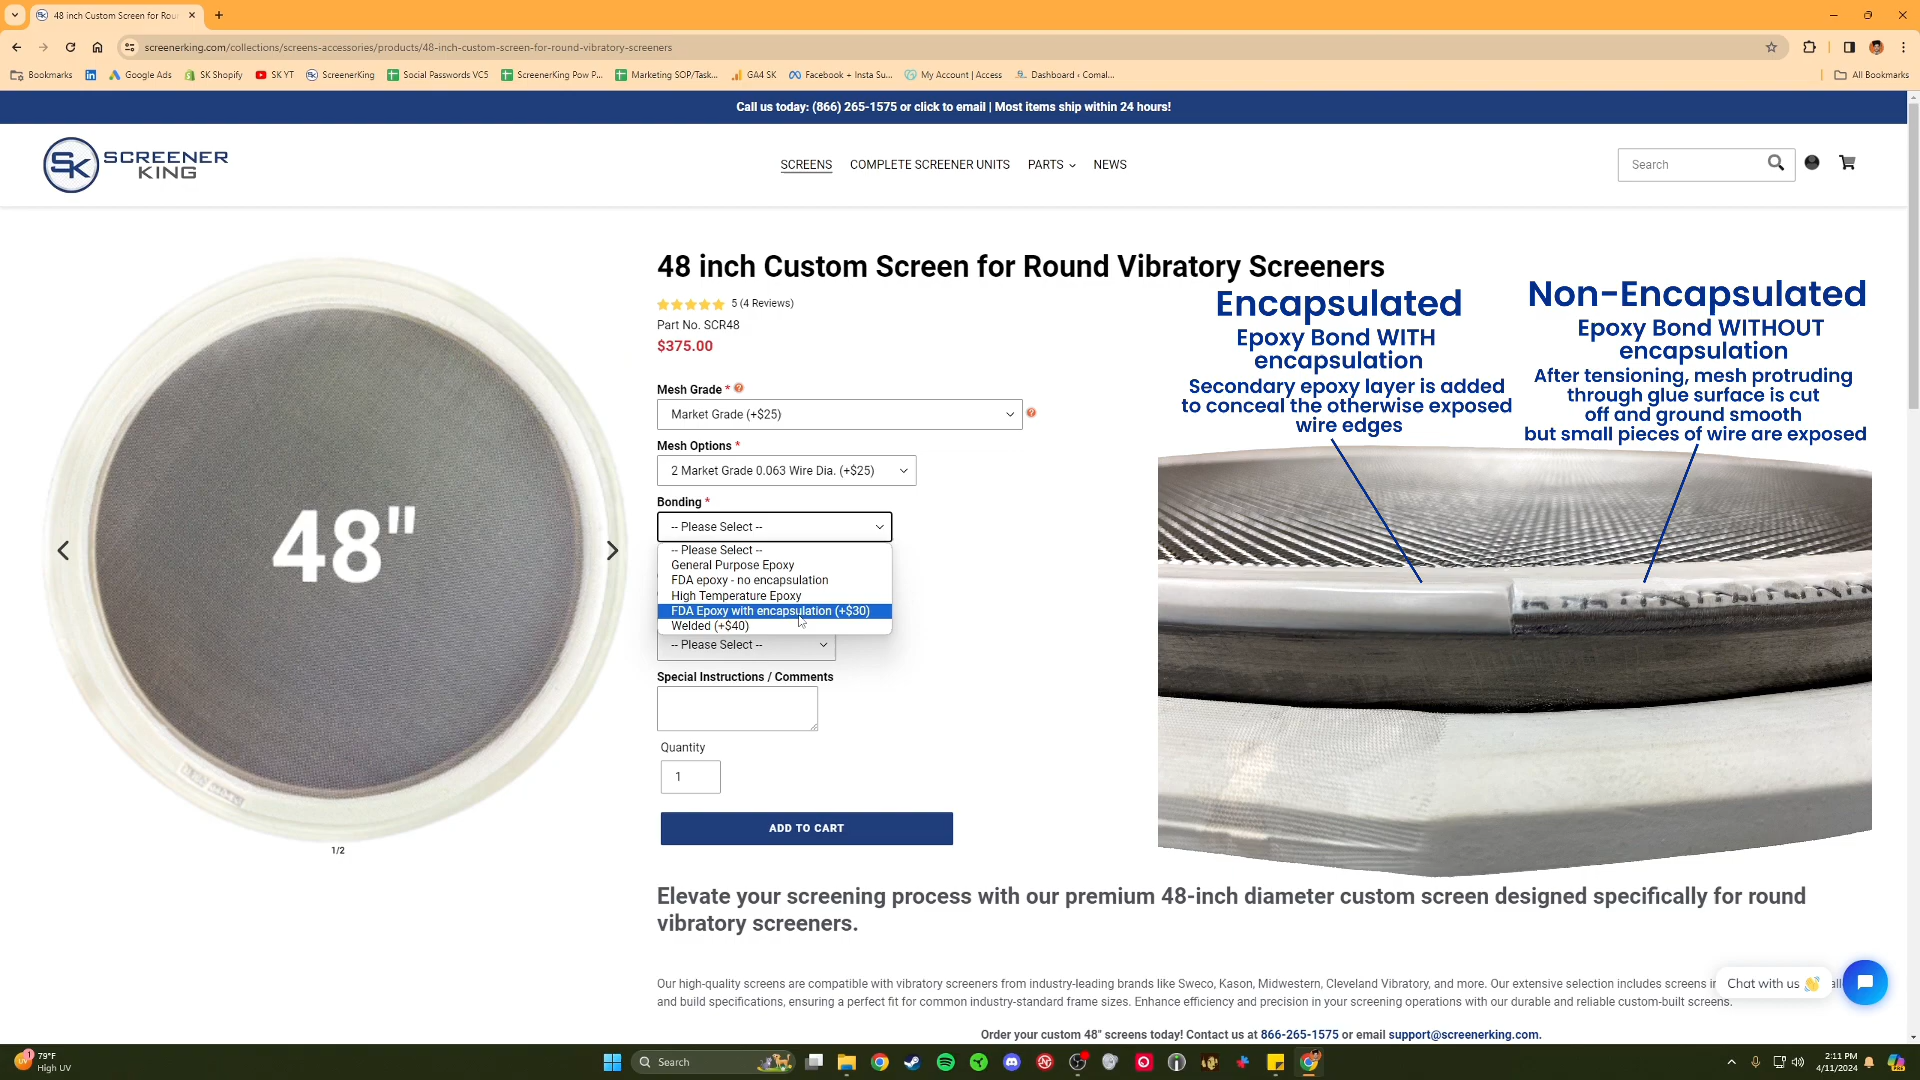 48 inch Custom Screen for Rou
screenerking.com/collections/screens-accessories/products/48-inch-custom-screen-for-round-vibratory-screeners
Bookmarks
Google Ads
SK Shopify
SK YT
ScreenerKing
Social Passwords VC5
ScreenerKing Pow P...
Marketing SOP/Task...
GA4 SK
Facebook + Insta Su...
My Account | Access
Dashboard ‹ Comal...
All Bookmarks
Call us today: (866) 265-1575 or click to email | Most items ship within 24 hours!
SK SCREENER
KING
SCREENS
COMPLETE SCREENER UNITS
PARTS
NEWS
Search
48 inch Custom Screen for Round Vibratory Screeners
5 (4 Reviews)
Part No. SCR48
$375.00
Mesh Grade * ?
Market Grade (+$25) ?
Mesh Options *
2 Market Grade 0.063 Wire Dia. (+$25)
Bonding *
-- Please Select --
-- Please Select --
General Purpose Epoxy
FDA epoxy - no encapsulation
High Temperature Epoxy
FDA Epoxy with encapsulation (+$30)
Welded (+$40)
-- Please Select --
Special Instructions / Comments
Quantity
1
ADD TO CART
48"
1/2
Encapsulated
Epoxy Bond WITH
encapsulation
Secondary epoxy layer is added
to conceal the otherwise exposed
wire edges
Non-Encapsulated
Epoxy Bond WITHOUT
encapsulation
After tensioning, mesh protruding
through glue surface is cut
off and ground smooth
but small pieces of wire are exposed
Elevate your screening process with our premium 48-inch diameter custom screen designed specifically for round
vibratory screeners.
Our high-quality screens are compatible with vibratory screeners from industry-leading brands like Sweco, Kason, Midwestern, Cleveland Vibratory, and more. Our extensive selection includes screens in
and build specifications, ensuring a perfect fit for common industry-standard frame sizes. Enhance efficiency and precision in your screening operations with our durable and reliable custom-built screens.
Order your custom 48" screens today! Contact us at 866-265-1575 or email support@screenerking.com.
Chat with us 👋
1
79°F
High UV
Search
2:11 PM
4/11/2024